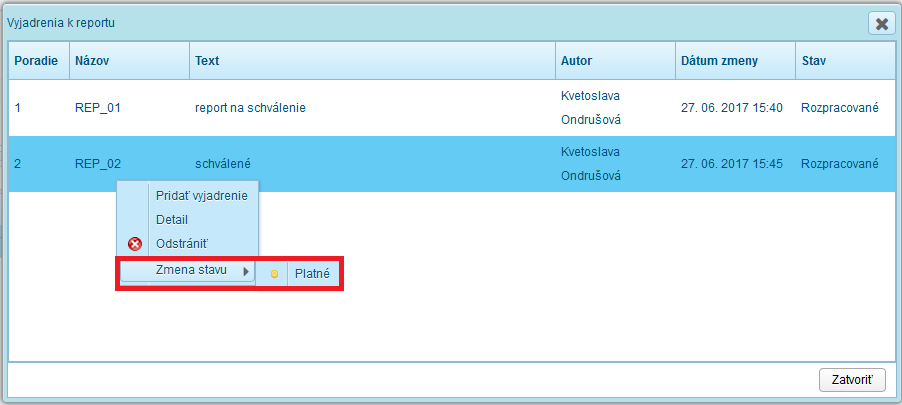 Vyjadrenia k reportu
Poradie Názov Text Autor Dátum zmeny Stav
1 REP_01 report na schválenie Kvetoslava Ondrušová 27. 06. 2017 15:40 Rozpracované
2 REP_02 schválené Kvetoslava Ondrušová 27. 06. 2017 15:45 Rozpracované
Pridať vyjadrenie
Detail
Odstrániť
Zmena stavu Platné
Zatvoriť